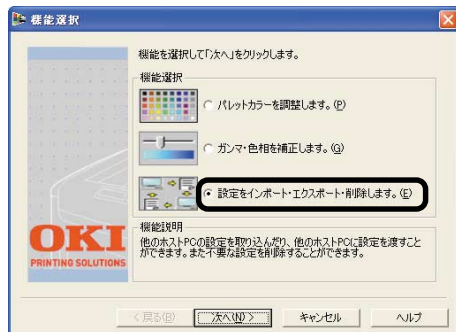 機能選択
機能を選択して「次へ」をクリックします。
機能選択
パレットカラーを調整します。(P)
ガンマ・色相を補正します。(G)
設定をインポート・エクスポート・削除します。(E)
機能説明
他のホストPCの設定を取り込んだり、他のホストPCに設定を渡すこと
ができます。また不要な設定を削除することができます。
OKI
PRINTING SOLUTIONS
< 戻る(B)
次へ(N) >
キャンセル
ヘルプ